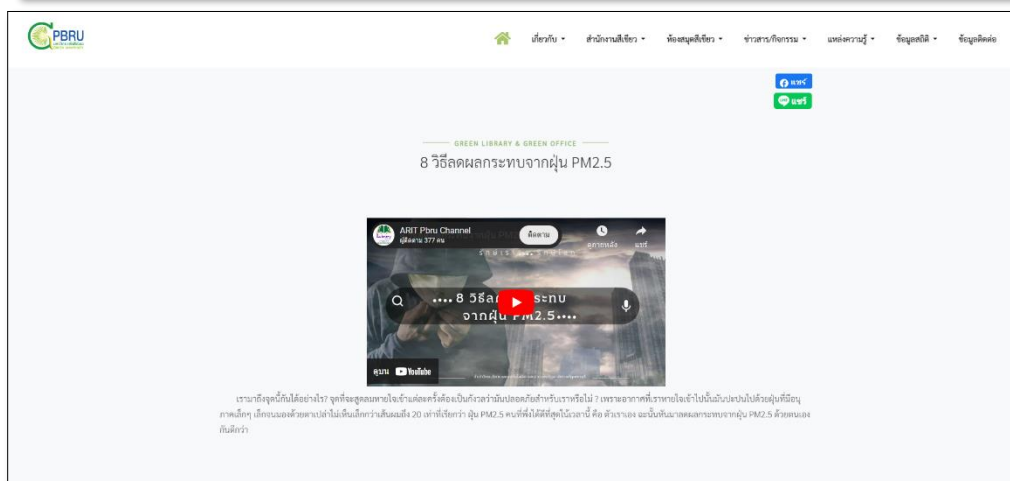 PBRU
เกี่ยวกับ
สำนักงานสีเขียว
ห้องสมุดสีเขียว
ข่าวสาร/กิจกรรม
แหล่งความรู้
ข้อมูลสถิติ
ข้อมูลติดต่อ
แชร์
แชร์
GREEN LIBRARY & GREEN OFFICE
8 วิธีลดผลกระทบจากฝุ่น PM2.5
ARIT Pbru Channel
ผู้ติดตาม 377 คน
ติดตาม
ดูภายหลัง
แชร์
ดูบน YouTube
เรามาถึงจุดนี้กันได้อย่างไร? จุดที่จะสูดลมหายใจเข้าแต่ละครั้งต้องเป็นกังวลว่ามันปลอดภัยสำหรับเราหรือไม่ ? เพราะอากาศที่เราหายใจเข้าไปนั้นมันปะปนไปด้วยฝุ่นที่มีอนุ
ภาคเล็กๆ เล็กจนมองด้วยตาเปล่าไม่เห็นเล็กกว่าเส้นผมถึง 20 เท่าที่เรียกว่า ฝุ่น PM2.5 คนที่พึ่งได้ดีที่สุดในเวลานี้ คือ ตัวเราเอง ฉะนั้นหันมาลดผลกระทบจากฝุ่น PM2.5 ด้วยตนเอง
กันดีกว่า